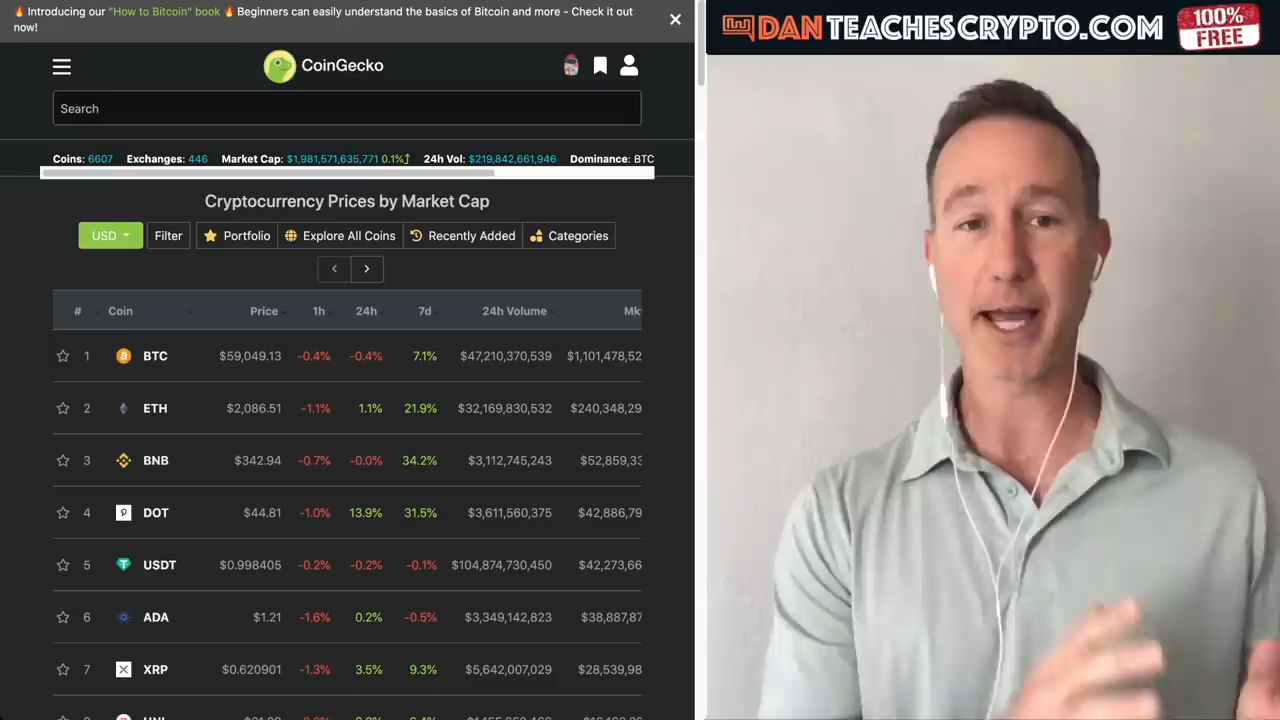 🔥 Introducing our "How to Bitcoin" book 🔥 Beginners can easily understand the basics of Bitcoin and more - Check it out
now!
CoinGecko
Search
Coins: 6607 Exchanges: 446 Market Cap: $1,981,571,635,771 0.1% 24h Vol: $219,842,661,946 Dominance: BTC
Cryptocurrency Prices by Market Cap
USD Filter Portfolio Explore All Coins Recently Added Categories
# Coin Price 1h 24h 7d 24h Volume Mk
1 BTC $59,049.13 -0.4% -0.4% 7.1% $47,210,370,539 $1,101,478,52
2 ETH $2,086.51 -1.1% 1.1% 21.9% $32,169,830,532 $240,348,29
3 BNB $342.94 -0.7% -0.0% 34.2% $3,112,745,243 $52,859,33
4 DOT $44.81 -1.0% 13.9% 31.5% $3,611,560,375 $42,886,79
5 USDT $0.998405 -0.2% -0.2% -0.1% $104,874,730,450 $42,273,66
6 ADA $1.21 -1.6% 0.2% -0.5% $3,349,142,823 $38,887,87
7 XRP $0.620901 -1.3% 3.5% 9.3% $5,642,007,029 $28,539,98
DANTEACHESCRYPTO.COM
100%
FREE